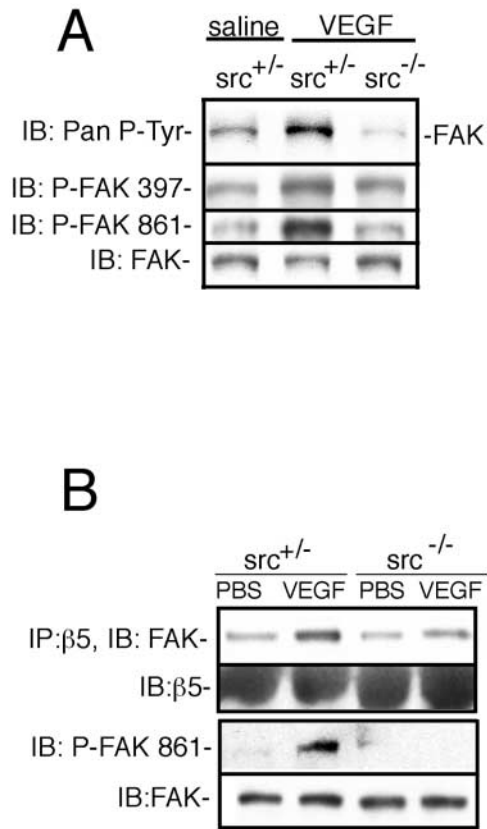 A
saline VEGF
src+/- src+/- src-/-
IB: Pan P-Tyr- -FAK
IB: P-FAK 397-
IB: P-FAK 861-
IB: FAK-
B
src+/- src -/-
PBS VEGF PBS VEGF
IP:β5, IB: FAK-
IB:β5-
IB: P-FAK 861-
IB:FAK-